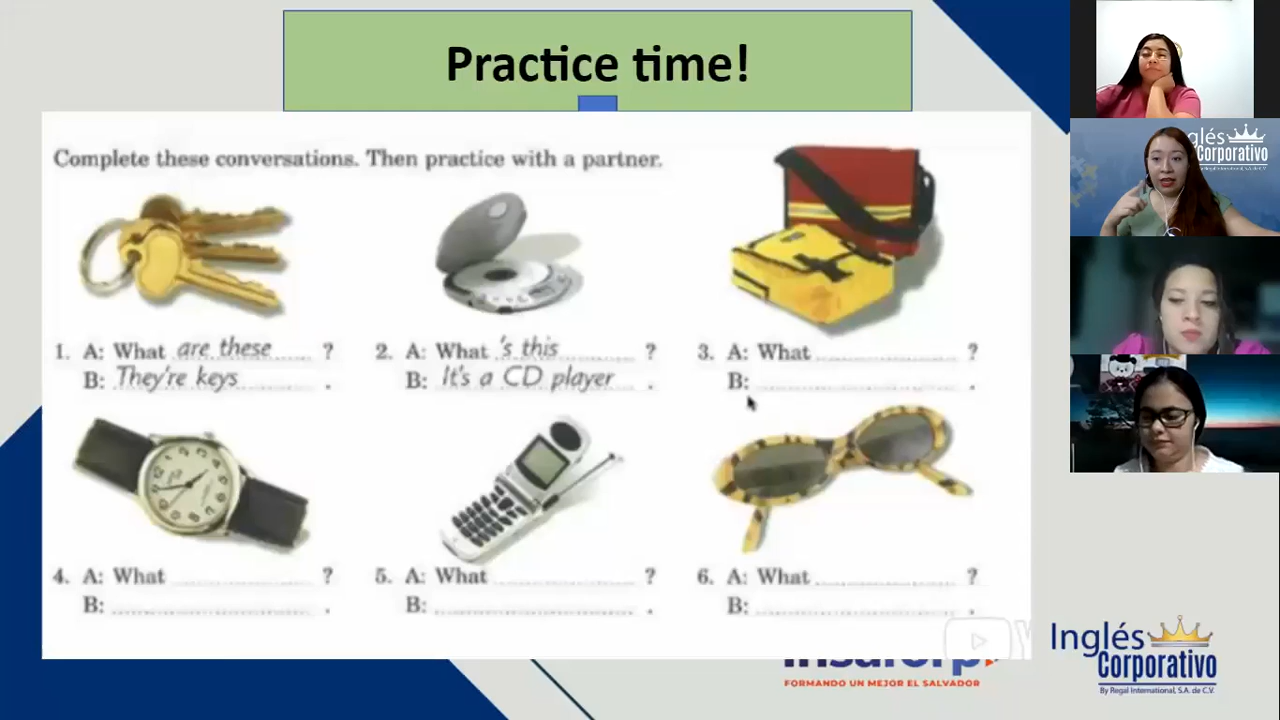 Practice time!
Complete these conversations. Then practice with a partner.
1. A: What are these ?
B: They're keys .
2. A: What 's this ?
B: It's a CD player .
3. A: What ?
B: .
4. A: What ?
B: .
5. A: What ?
B: .
6. A: What ?
B: .
FORMANDO UN MEJOR EL SALVADOR
Inglés
Corporativo
By Regal International, S.A. de C.V.
glés
Corporativo